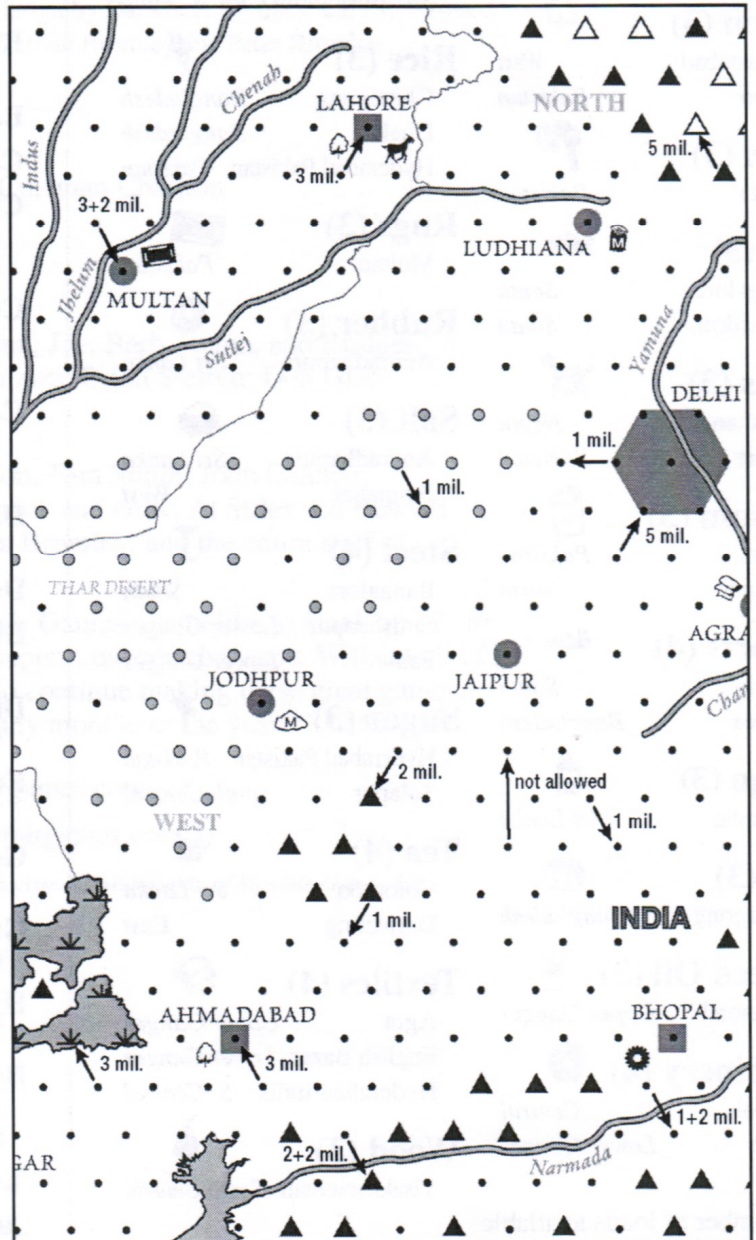 Indus
Chenab
LAHORE
NORTH
3 mil.
5 mil.
3+2 mil.
LUDHIANA
M
Jhelum
MULTAN
Sutlej
Yamuna
DELHI
1 mil.
1 mil.
5 mil.
THAR DESERT
AGRA
JODHPUR
JAIPUR
M
2 mil.
not allowed
WEST
1 mil.
1 mil.
INDIA
AHMADABAD
BHOPAL
3 mil.
3 mil.
1+2 mil.
GAR
2+2 mil.
Narmada